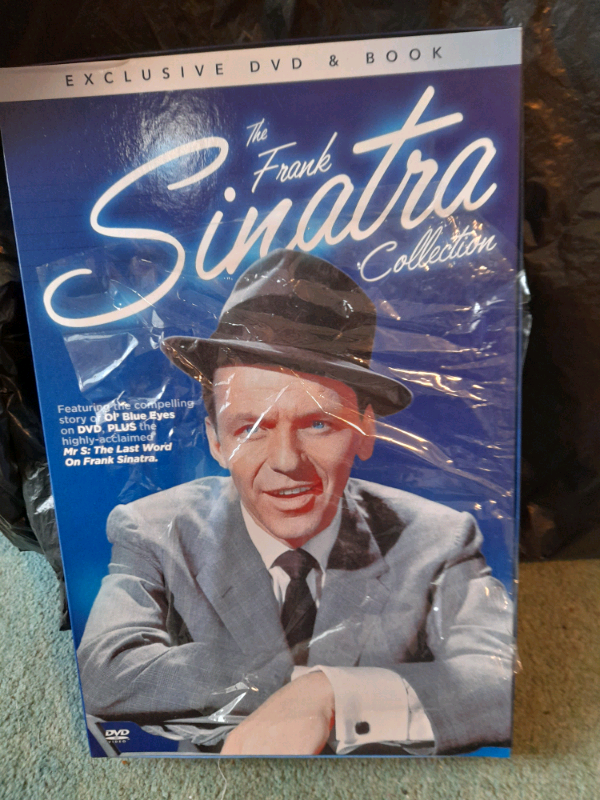 EXCLUSIVE DVD & BOOK
The
Frank
Sinatra
Collection
Featuring the compelling
story of Ol' Blue Eyes
on DVD, PLUS the
highly-acclaimed
Mr S: The Last Word
On Frank Sinatra.
DVD
VIDEO